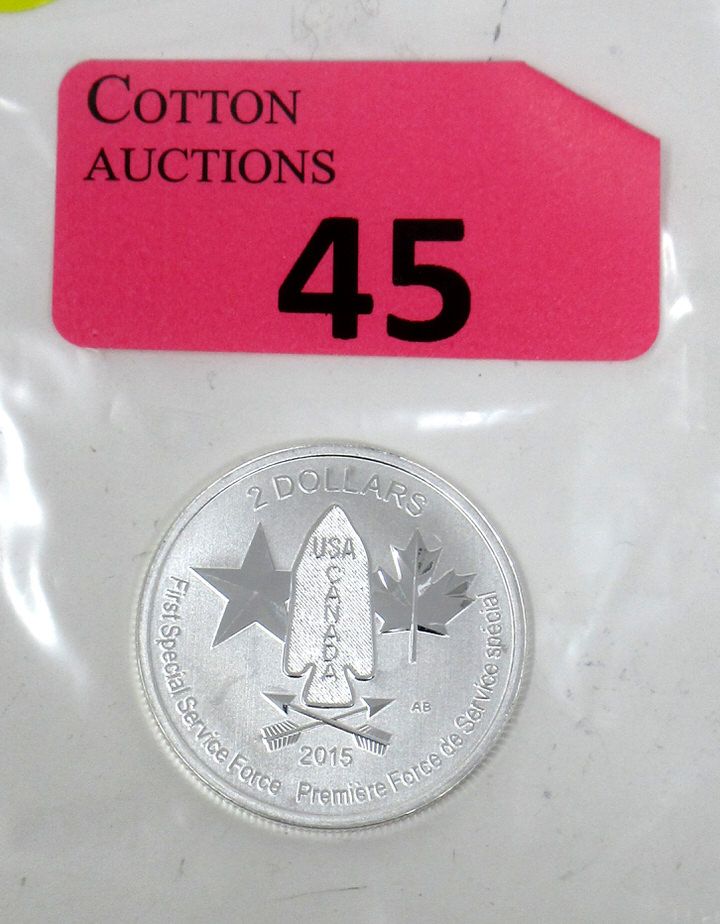 COTTON
AUCTIONS
45
2 DOLLARS
USA
CANADA
AB
2015
First Special Service Force
Première Force de Service spécial